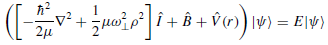 ([-ħ²/2μ ∇² + 1/2 μω⊥²ρ²] Î + B̂ + V̂(r)) |ψ⟩ = E|ψ⟩